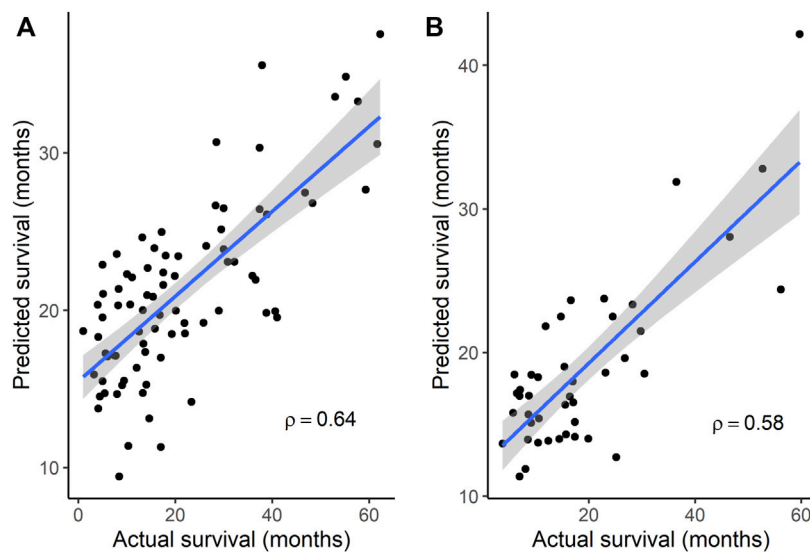 A
Predicted survival (months)
30
20
10
ρ = 0.64
0
20
40
60
Actual survival (months)
B
Predicted survival (months)
40
30
20
10
ρ = 0.58
0
20
40
60
Actual survival (months)